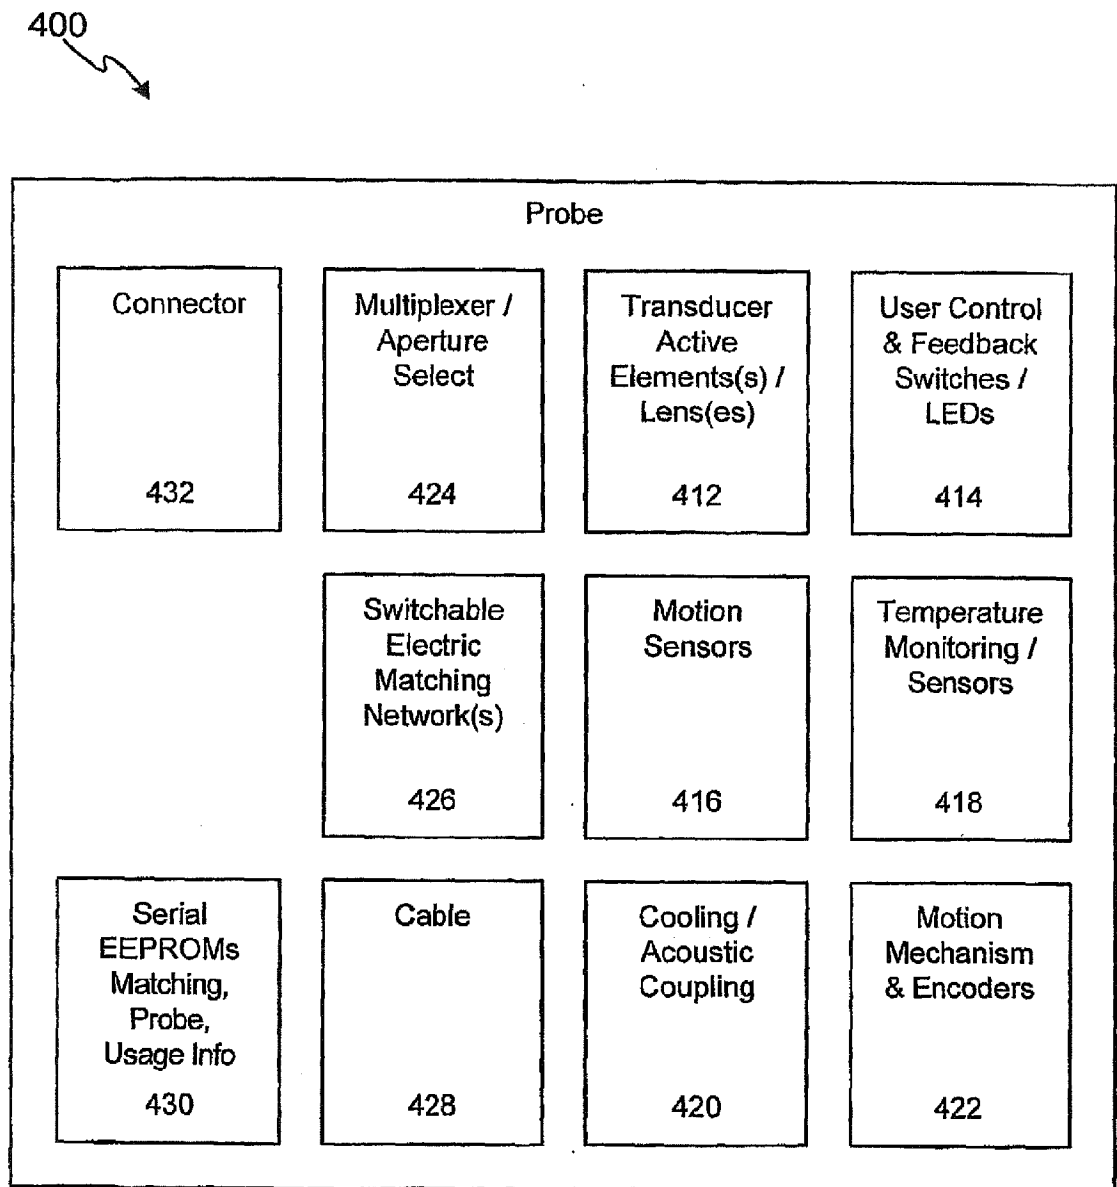 400
Probe
Connector
432
Multiplexer /
Aperture
Select
424
Transducer
Active
Elements(s) /
Lens(es)
412
User Control
& Feedback
Switches /
LEDs
414
Switchable
Electric
Matching
Network(s)
426
Motion
Sensors
416
Temperature
Monitoring /
Sensors
418
Serial
EEPROMs
Matching,
Probe,
Usage Info
430
Cable
428
Cooling /
Acoustic
Coupling
420
Motion
Mechanism
& Encoders
422